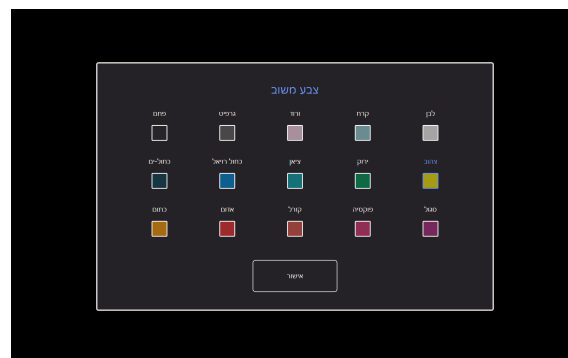 צבע משוב
לבן קרח ורוד גרפיט פחם
צהוב ירוק ציאן כחול רויאל כחול-ים
סגול פוקסיה קורל אדום כתום
אישור